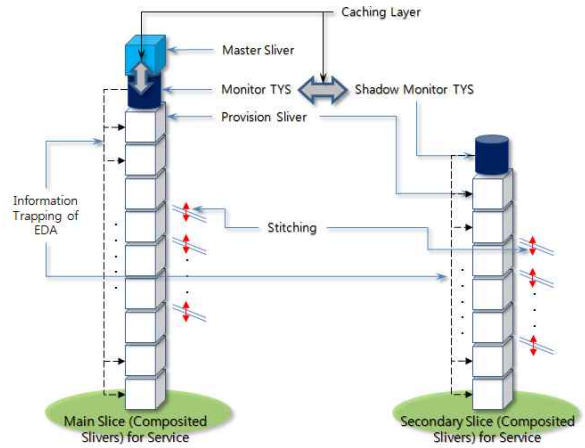 Caching Layer
Master Sliver
Monitor TYS
Shadow Monitor TYS
Provision Sliver
Information
Trapping of
EDA
Stitching
Main Slice (Composited
Slivers) for Service
Secondary Slice (Composited
Slivers) for Service